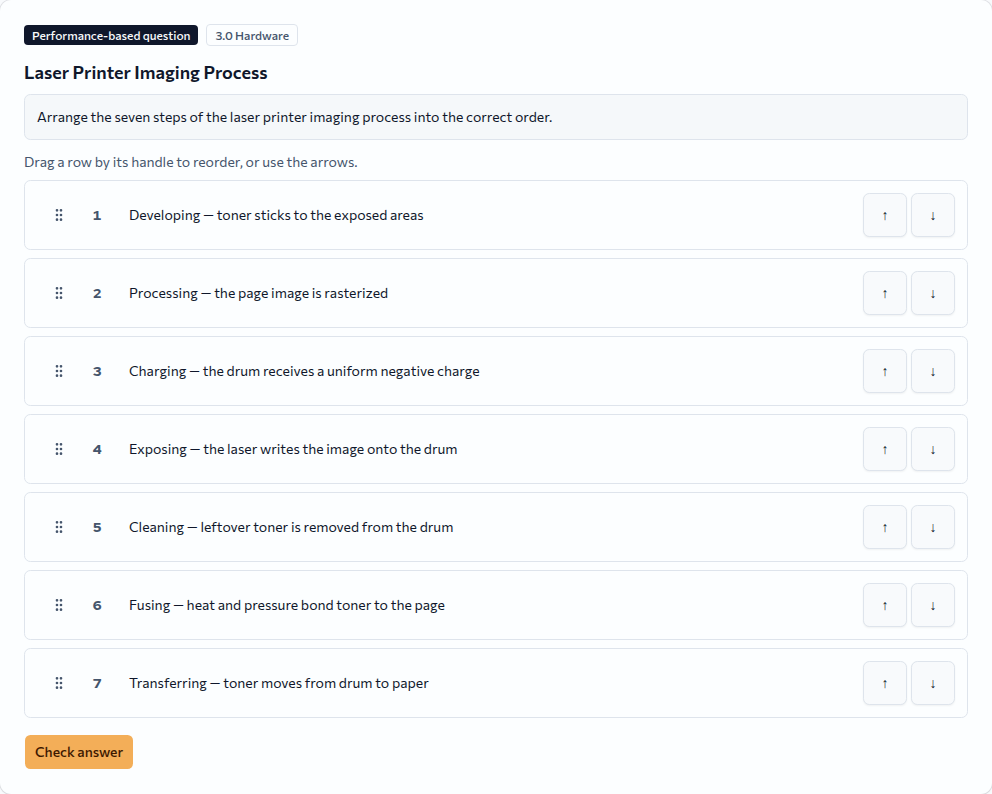 Performance-based question 3.0 Hardware
Laser Printer Imaging Process
Arrange the seven steps of the laser printer imaging process into the correct order.
Drag a row by its handle to reorder, or use the arrows.
1 Developing — toner sticks to the exposed areas ↑ ↓
2 Processing — the page image is rasterized ↑ ↓
3 Charging — the drum receives a uniform negative charge ↑ ↓
4 Exposing — the laser writes the image onto the drum ↑ ↓
5 Cleaning — leftover toner is removed from the drum ↑ ↓
6 Fusing — heat and pressure bond toner to the page ↑ ↓
7 Transferring — toner moves from drum to paper ↑ ↓
Check answer